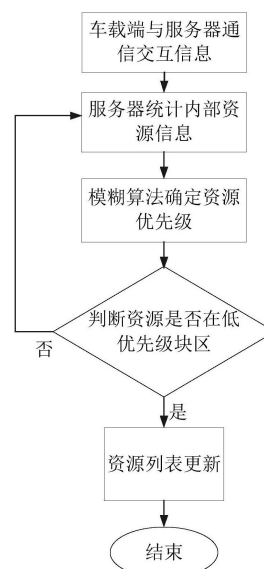 车载端与服务器通
信交互信息
服务器统计内部资
源信息
模糊算法确定资源
优先级
判断资源是否在低
优先级块区
否
是
资源列表更新
结束